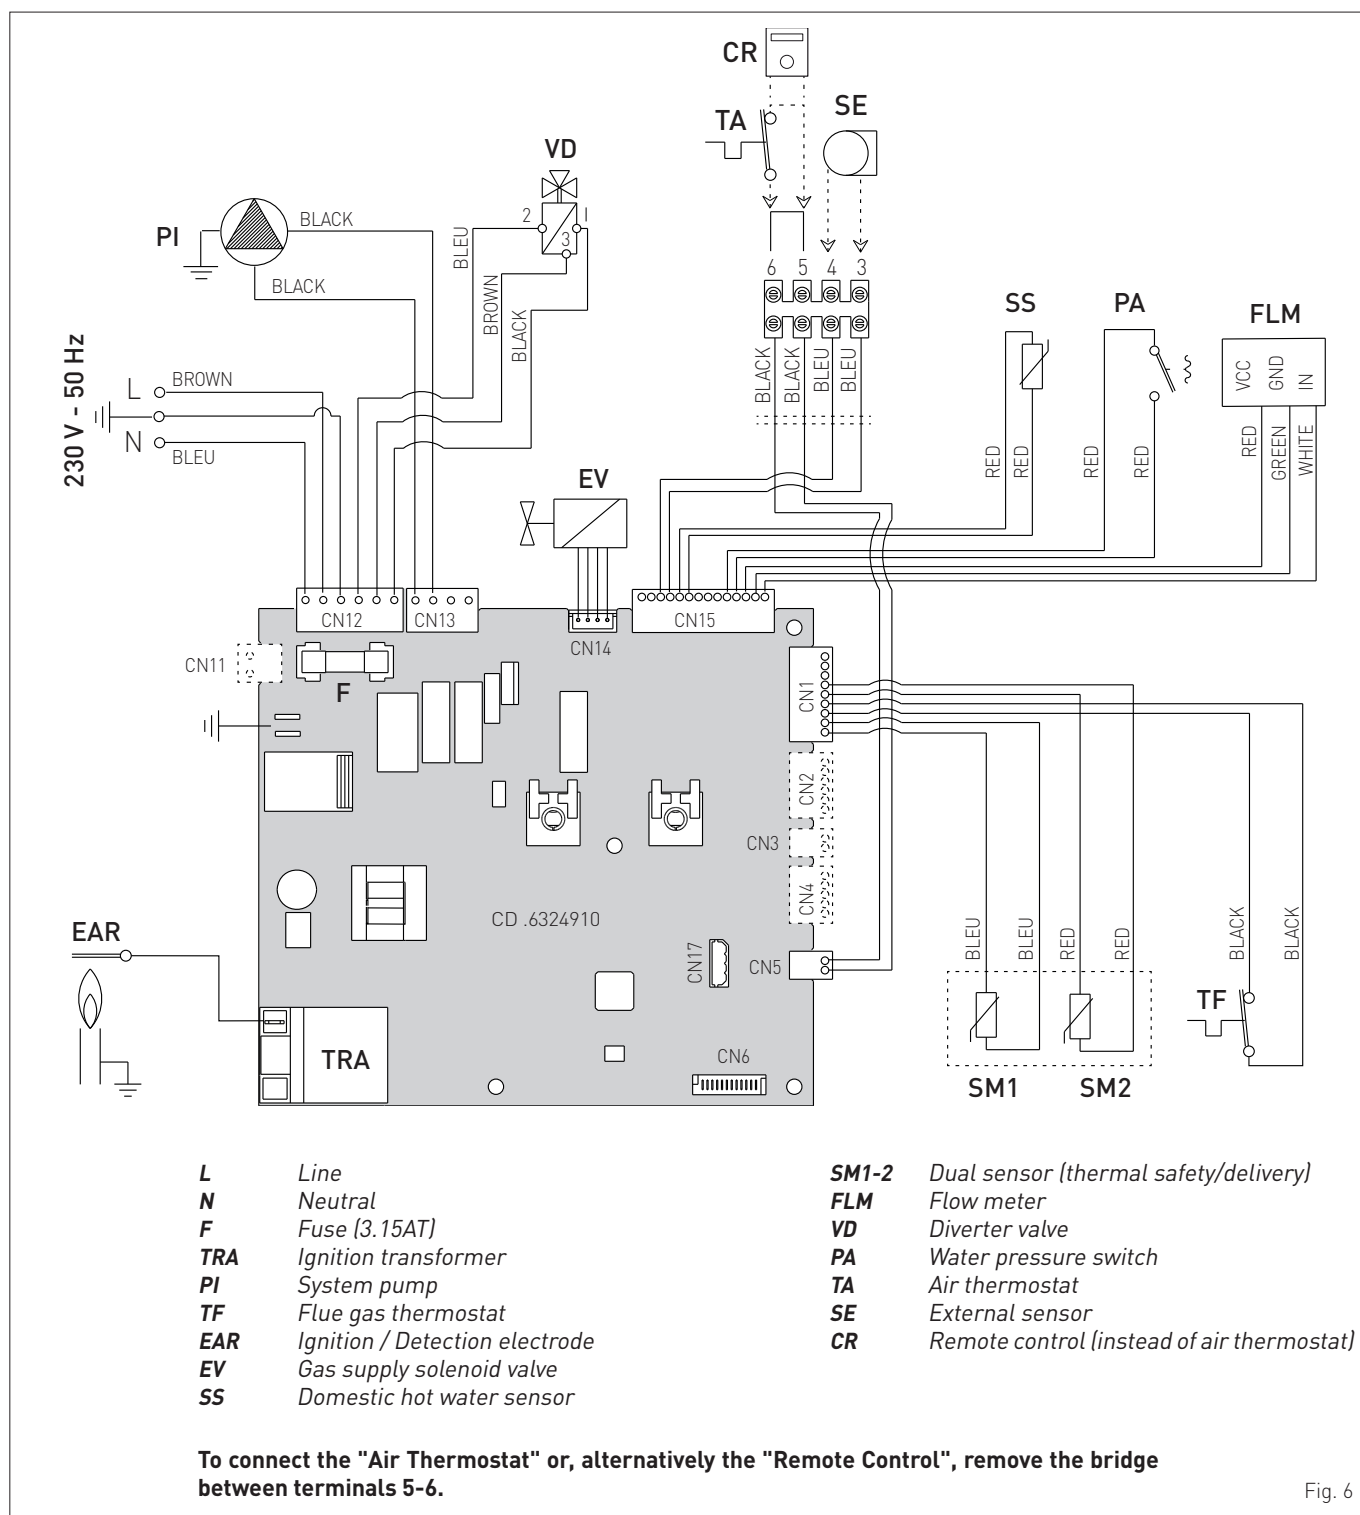 CR
TA
SE
VD
2
1
3
PI
BLACK
BLACK
BLEU
BROWN
BLACK
6
5
4
3
BLACK
BLACK
BLEU
BLEU
SS
PA
FLM
VCC
GND
IN
RED
RED
RED
RED
RED
GREEN
WHITE
230 V - 50 Hz
L
BROWN
N
BLEU
EV
CN12
CN13
CN14
CN15
CN11
F
CN1
CN2
CN3
CN4
CD .6324910
CN17
CN5
CN6
EAR
TRA
BLEU
BLEU
RED
RED
BLACK
BLACK
TF
SM1
SM2
L Line
N Neutral
F Fuse (3.15AT)
TRA Ignition transformer
PI System pump
TF Flue gas thermostat
EAR Ignition / Detection electrode
EV Gas supply solenoid valve
SS Domestic hot water sensor
SM1-2 Dual sensor (thermal safety/delivery)
FLM Flow meter
VD Diverter valve
PA Water pressure switch
TA Air thermostat
SE External sensor
CR Remote control (instead of air thermostat)
To connect the "Air Thermostat" or, alternatively the "Remote Control", remove the bridge
between terminals 5-6.
Fig. 6